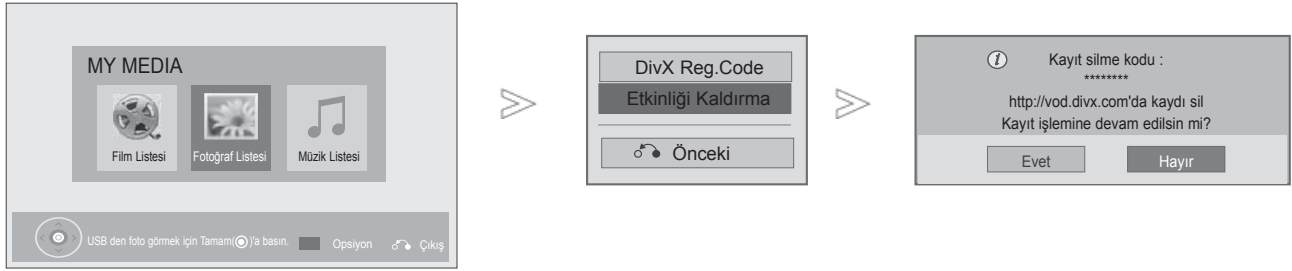 MY MEDIA
Film Listesi
Fotoğraf Listesi
Müzik Listesi
USB den foto görmek için Tamam(◉)'a basın.
Opsiyon
Çıkış
DivX Reg.Code
Etkinliği Kaldırma
Önceki
Kayıt silme kodu :
********
http://vod.divx.com'da kaydı sil
Kayıt işlemine devam edilsin mi?
Evet
Hayır